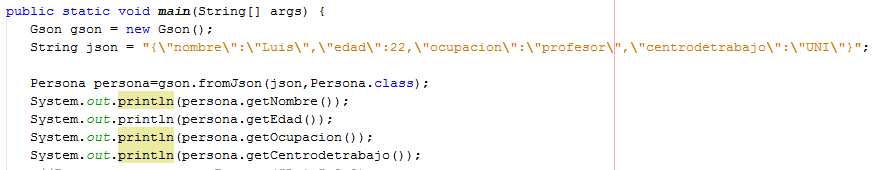 public static void main(String[] args) {
Gson gson = new Gson();
String json = "{\"nombre\":\"Luis\",\"edad\":22,\"ocupacion\":\"profesor\",\"centrodetrabajo\":\"UNI\"}";
Persona persona=gson.fromJson(json,Persona.class);
System.out.println(persona.getNombre());
System.out.println(persona.getEdad());
System.out.println(persona.getOcupacion());
System.out.println(persona.getCentrodetrabajo());